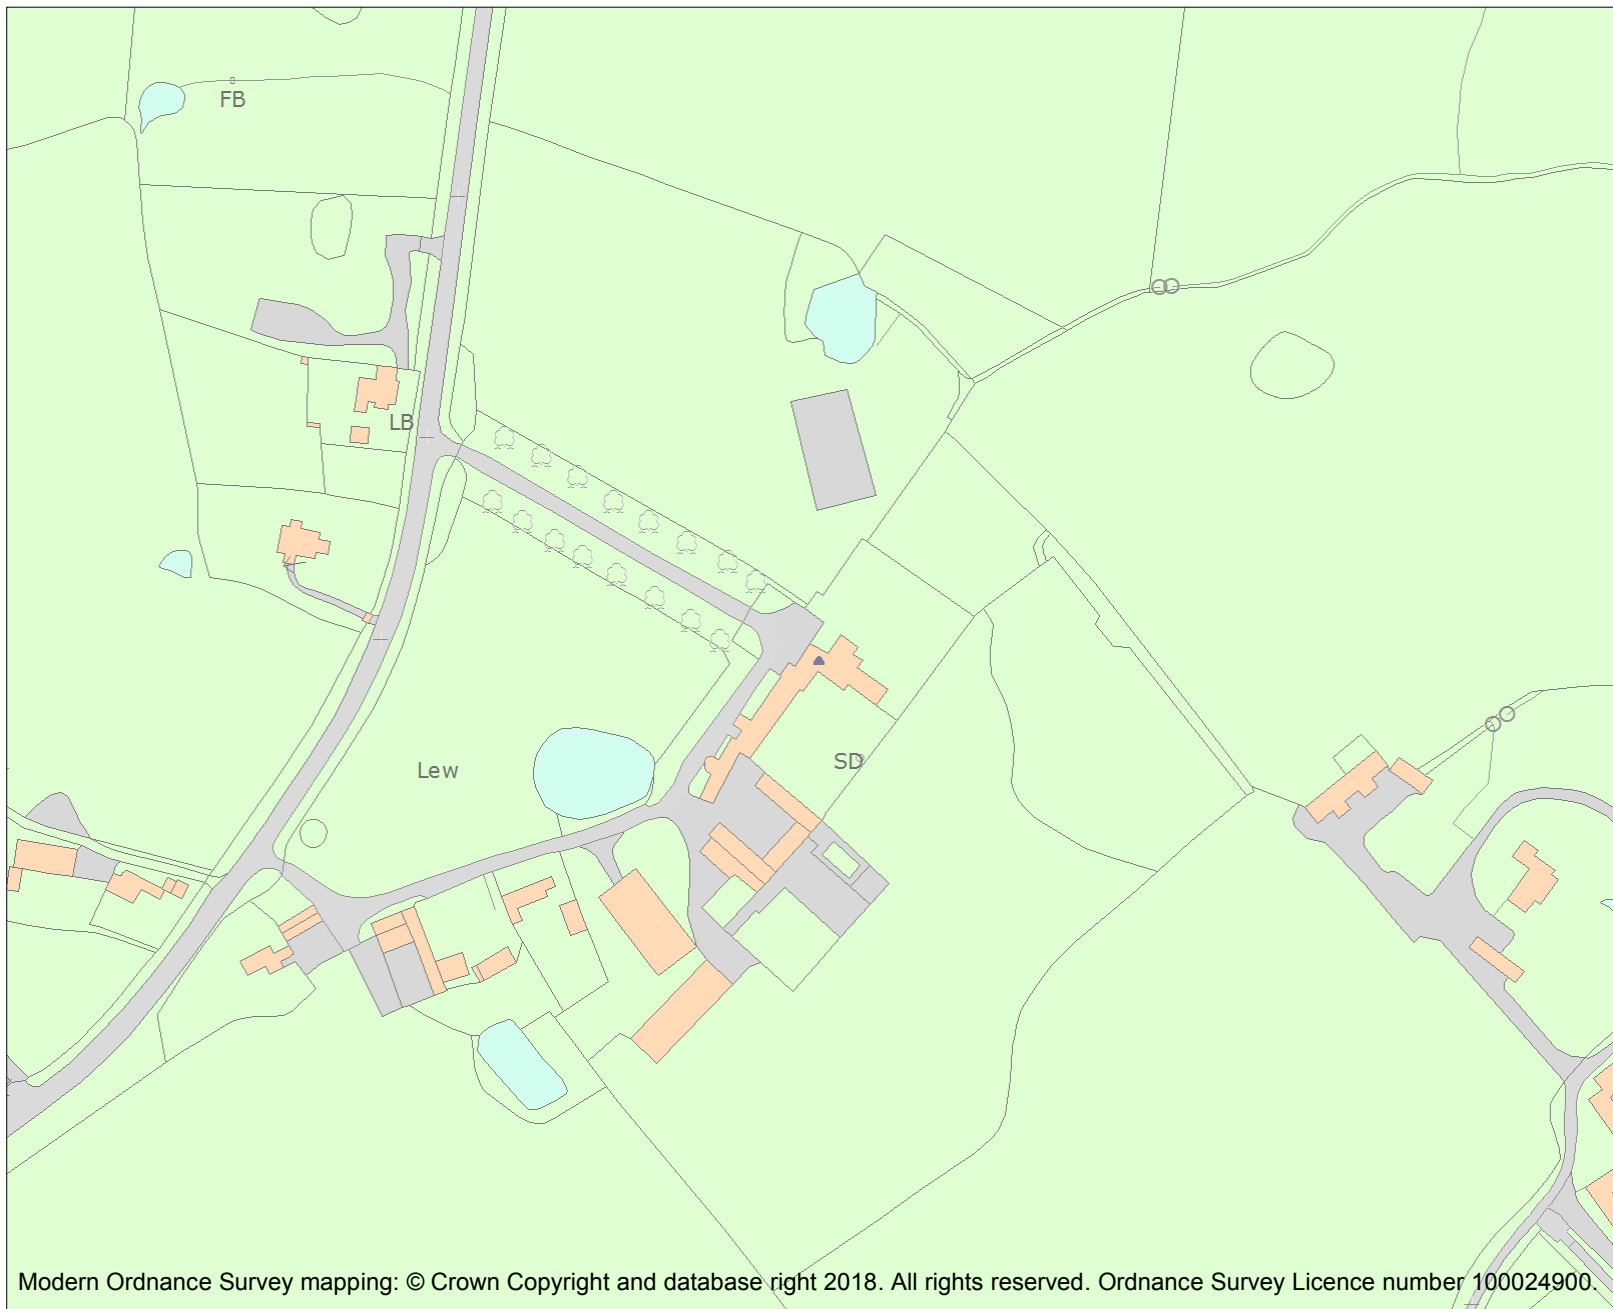 FB
LB
SD
Lew
Modern Ordnance Survey mapping: © Crown Copyright and database right 2018. All rights reserved. Ordnance Survey Licence number 100024900.